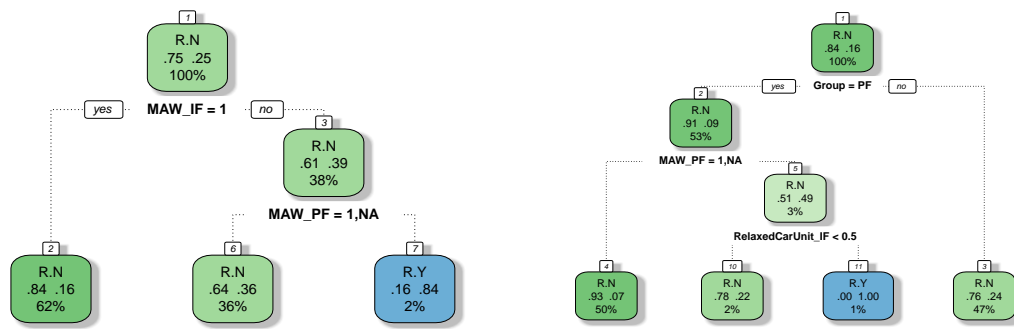 1
R.N
.75 .25
100%
yes MAW_IF = 1 no
3
R.N
.61 .39
38%
MAW_PF = 1,NA
2
R.N
.84 .16
62%
6
R.N
.64 .36
36%
7
R.Y
.16 .84
2%
1
R.N
.84 .16
100%
yes Group = PF no
2
R.N
.91 .09
53%
MAW_PF = 1,NA
5
R.N
.51 .49
3%
RelaxedCarUnit_IF < 0.5
4
R.N
.93 .07
50%
10
R.N
.78 .22
2%
11
R.Y
.00 1.00
1%
3
R.N
.76 .24
47%